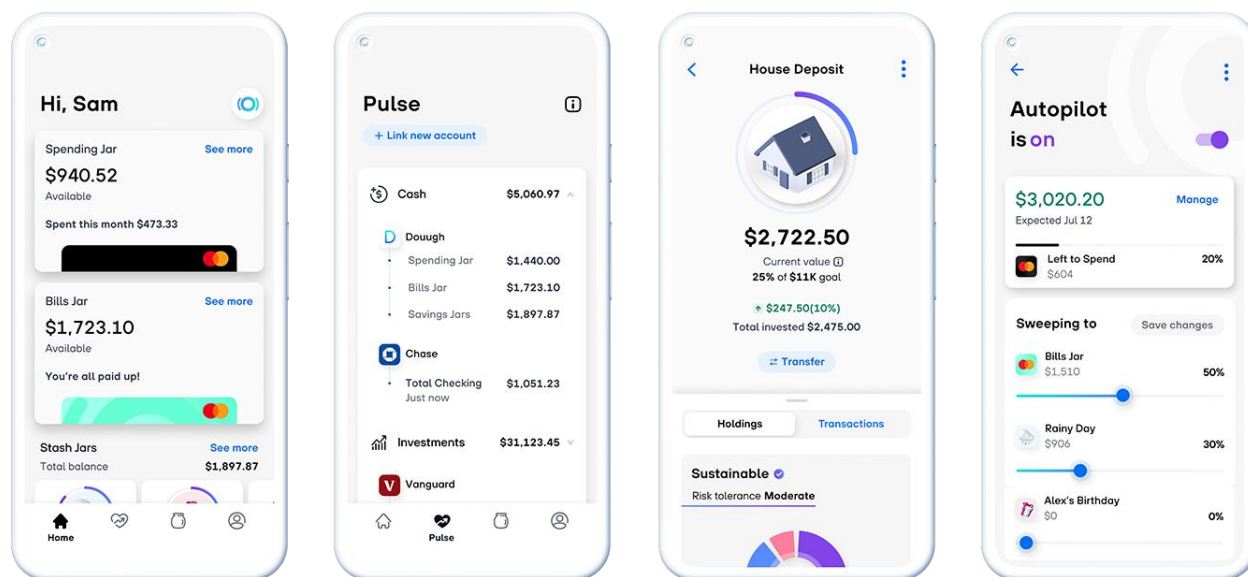 Hi, Sam
Spending Jar See more
$940.52
Available
Spent this month $473.33
Bills Jar See more
$1,723.10
Available
You're all paid up!
Stash Jars See more
Total balance $1,897.87
Home
Pulse
+ Link new account
Cash $5,060.97
Douugh
Spending Jar $1,440.00
Bills Jar $1,723.10
Savings Jars $1,897.87
Chase
Total Checking $1,051.23
Just now
Investments $31,123.45
Vanguard
Pulse
House Deposit
$2,722.50
Current value
25% of $11K goal
$247.50(10%)
Total invested $2,475.00
Transfer
Holdings Transactions
Sustainable
Risk tolerance Moderate
Autopilot
is on
$3,020.20 Manage
Expected Jul 12
Left to Spend 20%
$604
Sweeping to Save changes
Bills Jar
$1,510 50%
Rainy Day
$906 30%
Alex's Birthday
$0 0%